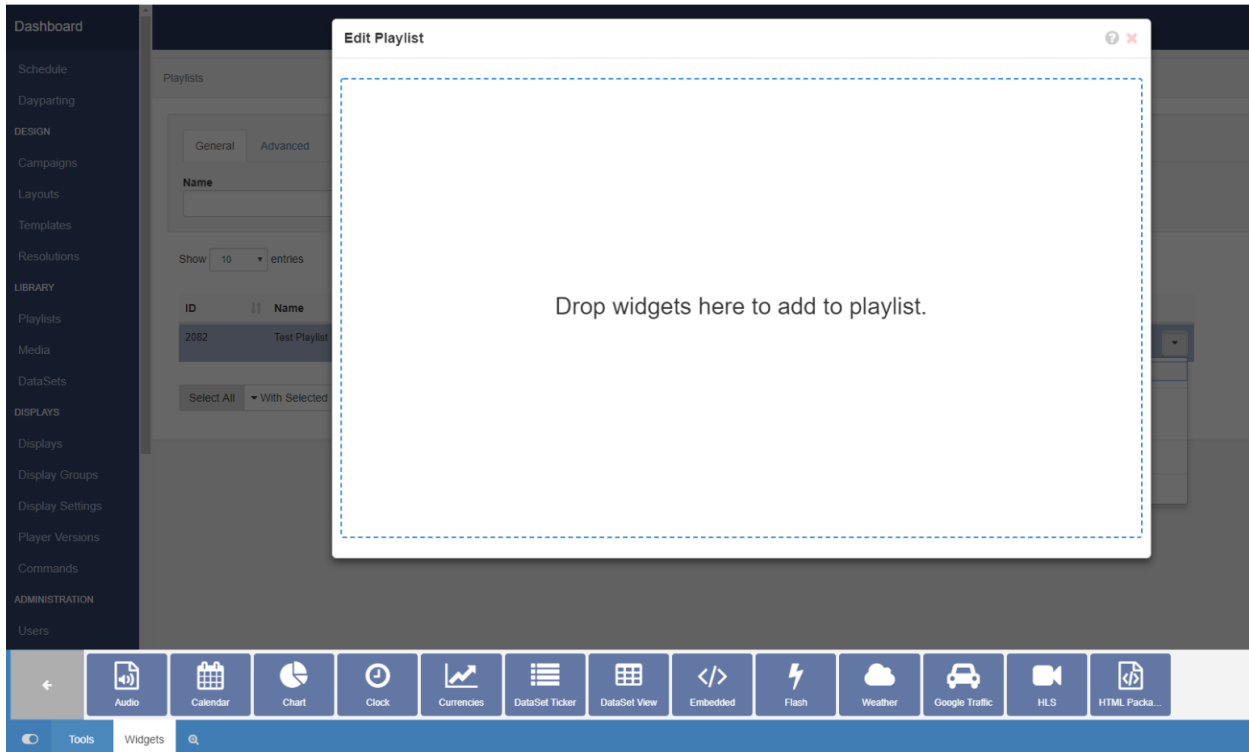 Dashboard
Schedule
Dayparting
DESIGN
Campaigns
Layouts
Templates
Resolutions
LIBRARY
Playlists
Media
DataSets
DISPLAYS
Displays
Display Groups
Display Settings
Player Versions
Commands
ADMINISTRATION
Users
Playlists
General Advanced
Name
Show 10 entries
ID Name
2082 Test Playlist
Select All With Selected
Edit Playlist
Drop widgets here to add to playlist.
Audio Calendar Chart Clock Currencies DataSet Ticker DataSet View Embedded Flash Weather Google Traffic HLS HTML Packa...
Tools Widgets